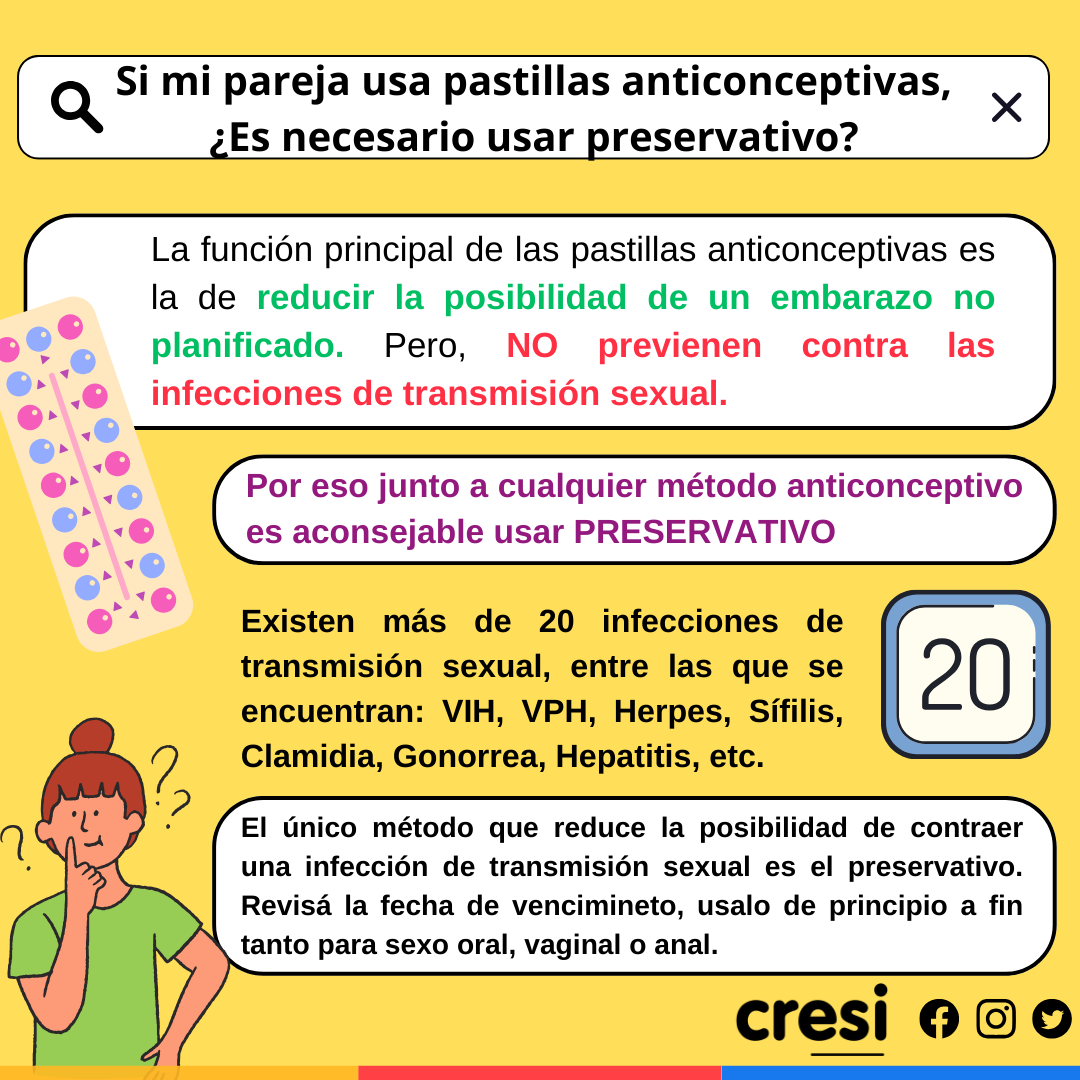 Si mi pareja usa pastillas anticonceptivas,
¿Es necesario usar preservativo?
La función principal de las pastillas anticonceptivas es
la de reducir la posibilidad de un embarazo no
planificado. Pero, NO previenen contra las
infecciones de transmisión sexual.
Por eso junto a cualquier método anticonceptivo
es aconsejable usar PRESERVATIVO
Existen más de 20 infecciones de
transmisión sexual, entre las que se
encuentran: VIH, VPH, Herpes, Sífilis,
Clamidia, Gonorrea, Hepatitis, etc.
20
El único método que reduce la posibilidad de contraer
una infección de transmisión sexual es el preservativo.
Revisá la fecha de vencimineto, usalo de principio a fin
tanto para sexo oral, vaginal o anal.
cresi